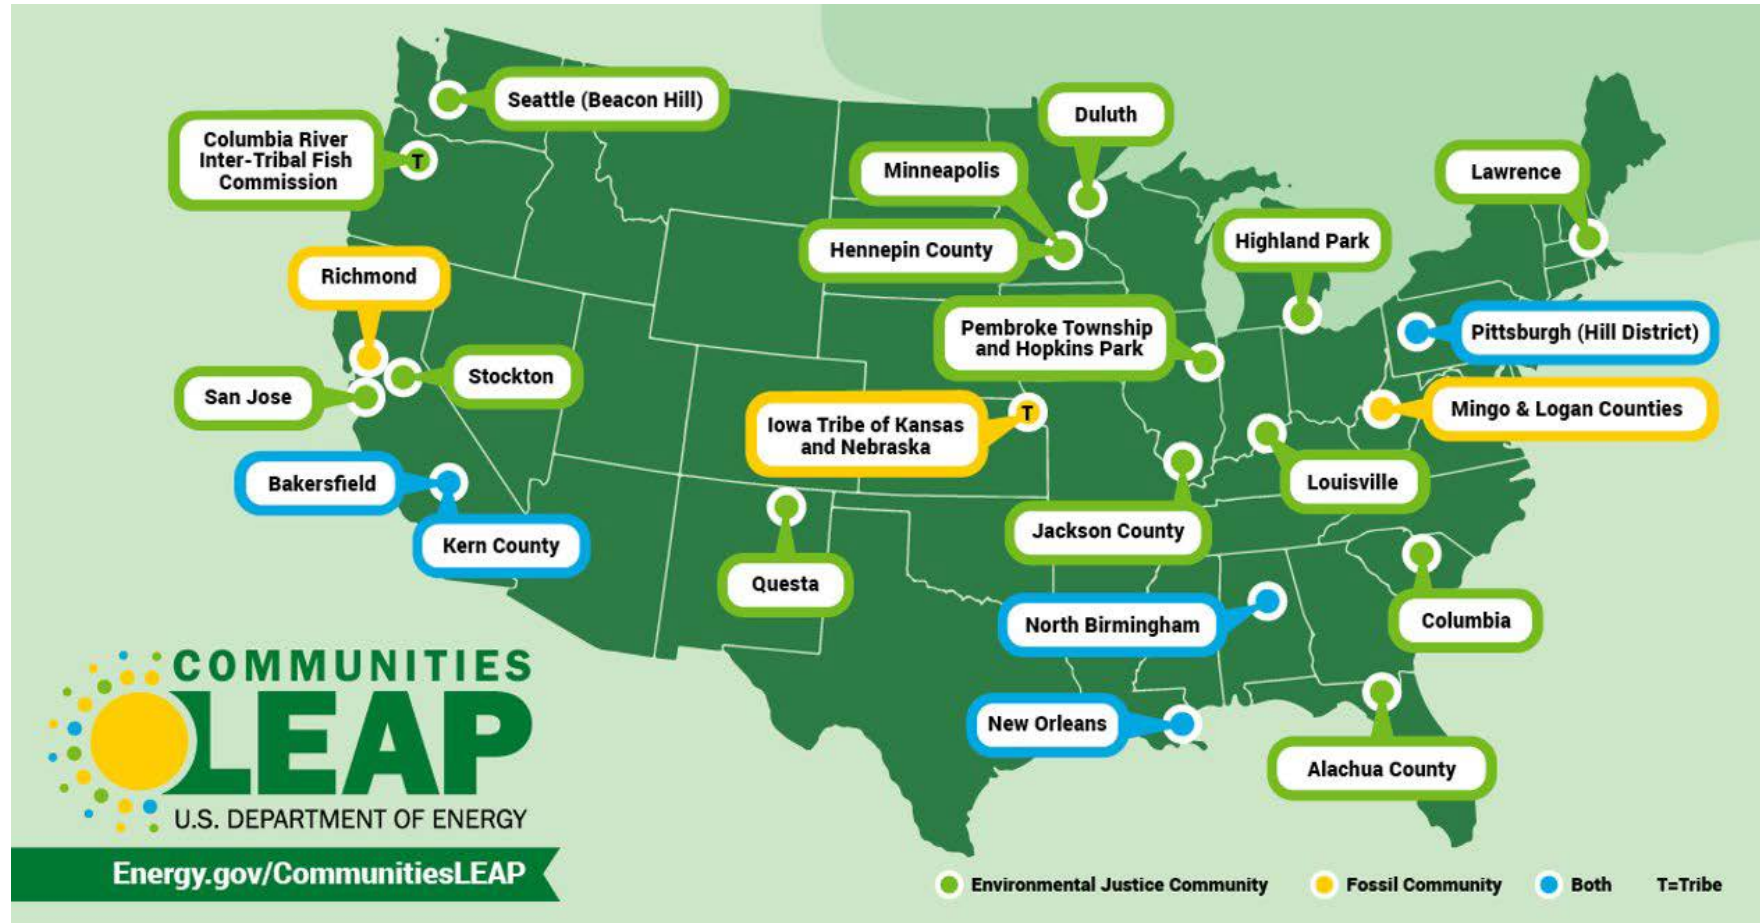 Seattle (Beacon Hill)
Columbia River
Inter-Tribal Fish
Commission
T
Duluth
Minneapolis
Hennepin County
Lawrence
Highland Park
Richmond
Pembroke Township
and Hopkins Park
Pittsburgh (Hill District)
Stockton
San Jose
Iowa Tribe of Kansas
and Nebraska
T
Mingo & Logan Counties
Bakersfield
Kern County
Louisville
Jackson County
Questa
North Birmingham
Columbia
New Orleans
Alachua County
COMMUNITIES
LEAP
U.S. DEPARTMENT OF ENERGY
Energy.gov/CommunitiesLEAP
Environmental Justice Community
Fossil Community
Both
T=Tribe